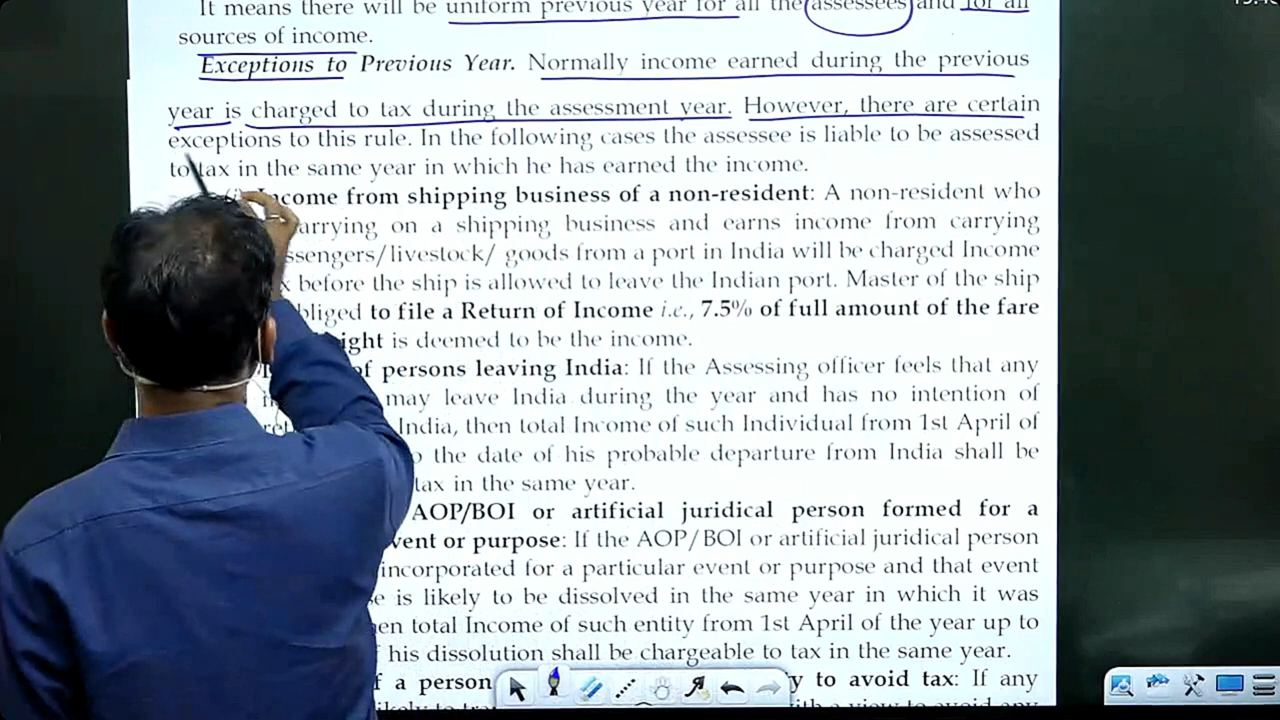 It means there will be uniform previous year for all the assessees and for all
sources of income.
Exceptions to Previous Year. Normally income earned during the previous
year is charged to tax during the assessment year. However, there are certain
exceptions to this rule. In the following cases the assessee is liable to be assessed
to tax in the same year in which he has earned the income.
Income from shipping business of a non-resident: A non-resident who
arrying on a shipping business and earns income from carrying
ssengers/livestock/ goods from a port in India will be charged Income
x before the ship is allowed to leave the Indian port. Master of the ship
bliged to file a Return of Income i.e., 7.5% of full amount of the fare
ight is deemed to be the income.
of persons leaving India: If the Assessing officer feels that any
may leave India during the year and has no intention of
India, then total Income of such Individual from 1st April of
the date of his probable departure from India shall be
tax in the same year.
AOP/BOI or artificial juridical person formed for a
vent or purpose: If the AOP/BOI or artificial juridical person
incorporated for a particular event or purpose and that event
e is likely to be dissolved in the same year in which it was
en total Income of such entity from 1st April of the year up to
his dissolution shall be chargeable to tax in the same year.
f a person y to avoid tax: If any